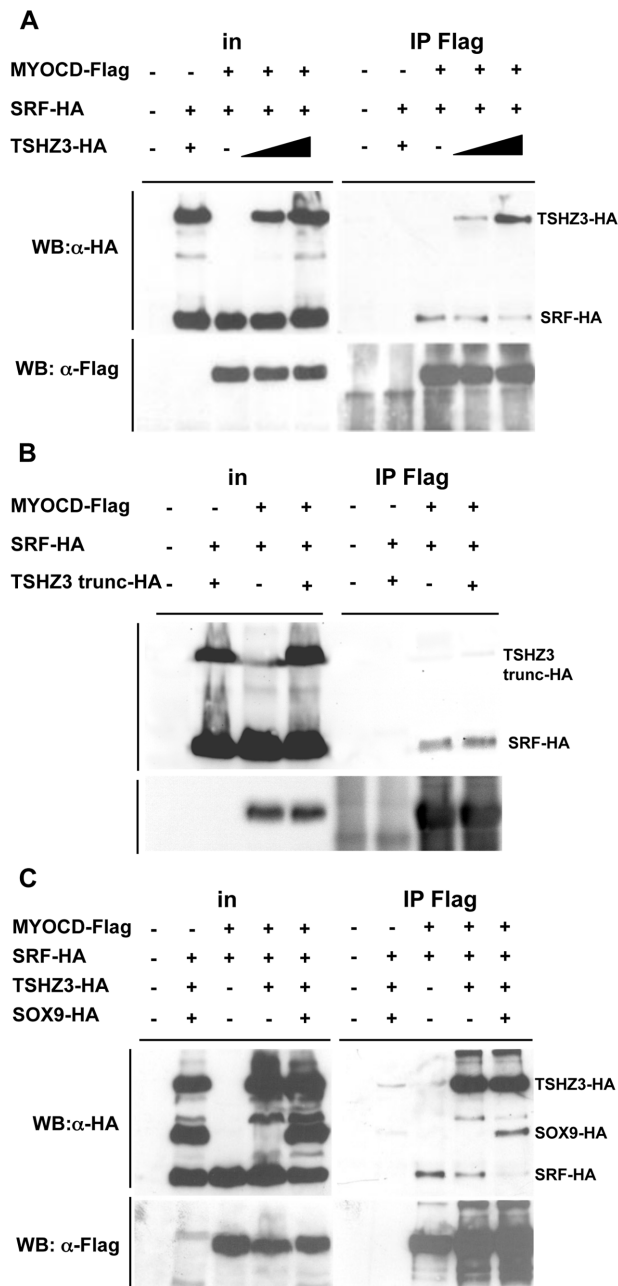 A
in IP Flag
MYOCD-Flag - - + + + - - + + +
SRF-HA - + + + + - + + + +
TSHZ3-HA - + - - + -
WB:α-HA
TSHZ3-HA
SRF-HA
WB: α-Flag
B
in IP Flag
MYOCD-Flag - - + + - - + +
SRF-HA - + + + - + + +
TSHZ3 trunc-HA - + - + - + - +
TSHZ3
trunc-HA
SRF-HA
C
in IP Flag
MYOCD-Flag - - + + + - - + + +
SRF-HA - + + + + - + + + +
TSHZ3-HA - + - + + - + - + +
SOX9-HA - + - - + - + - - +
WB:α-HA
TSHZ3-HA
SOX9-HA
SRF-HA
WB: α-Flag